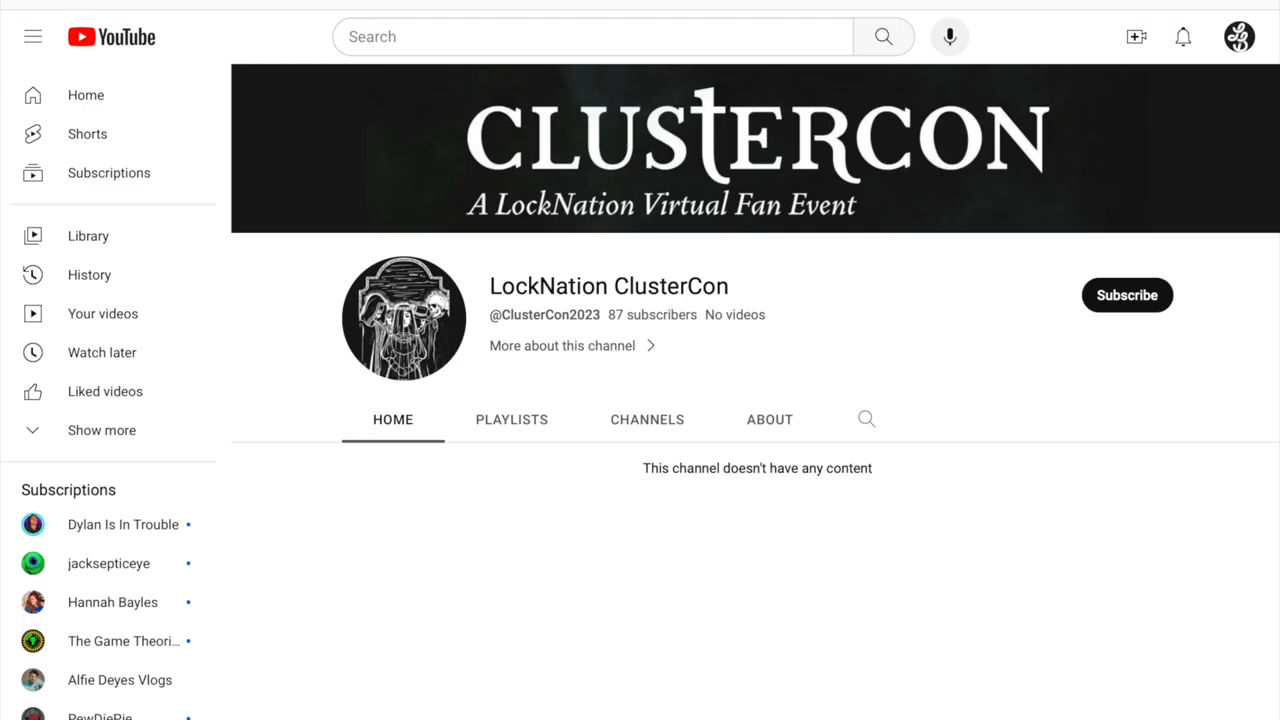 YouTube
Search
Home
Shorts
Subscriptions
Library
History
Your videos
Watch later
Liked videos
Show more
Subscriptions
Dylan Is In Trouble
jacksepticeye
Hannah Bayles
The Game Theori...
Alfie Deyes Vlogs
PewDiePie
CLUSTERCON
A LockNation Virtual Fan Event
LockNation ClusterCon
@ClusterCon2023 87 subscribers No videos
More about this channel
Subscribe
HOME PLAYLISTS CHANNELS ABOUT
This channel doesn't have any content